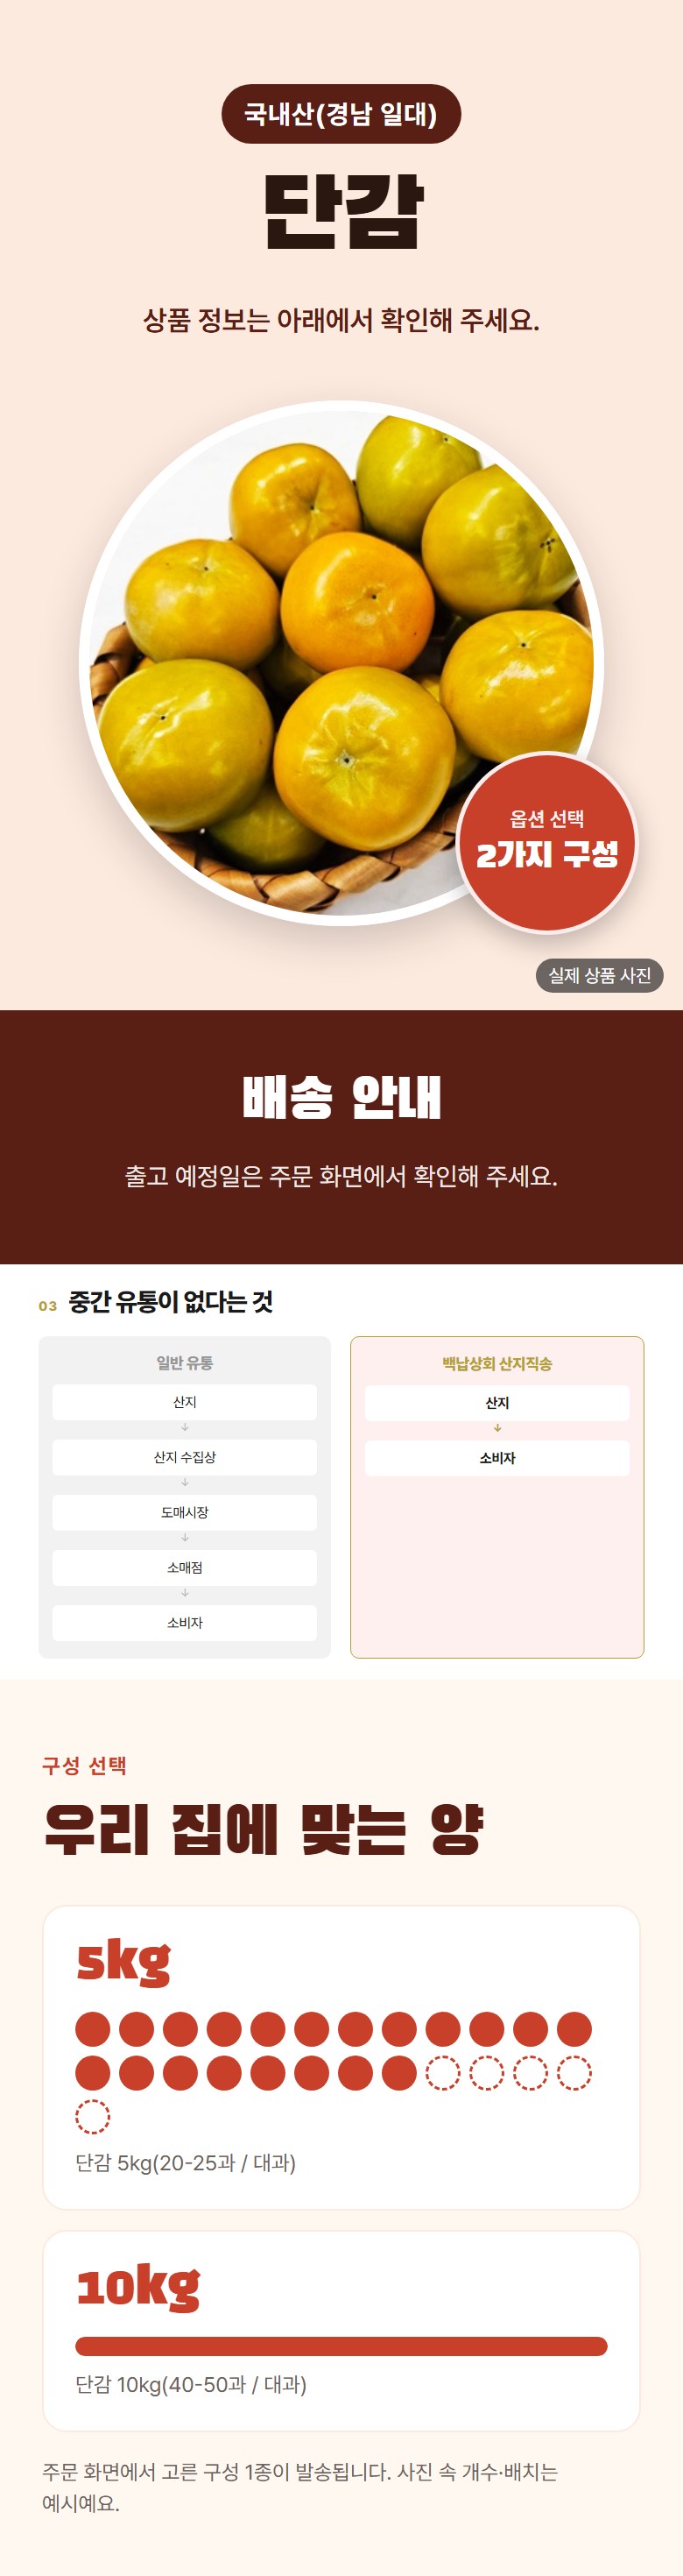 국내산(경남 일대)
단감
상품 정보는 아래에서 확인해 주세요.
옵션 선택
2가지 구성
실제 상품 사진
배송 안내
출고 예정일은 주문 화면에서 확인해 주세요.
03 중간 유통이 없다는 것
일반 유통
산지
↓
산지 수집상
↓
도매시장
↓
소매점
↓
소비자
백납상회 산지직송
산지
↓
소비자
구성 선택
우리 집에 맞는 양
5kg
단감 5kg(20-25과 / 대과)
10kg
단감 10kg(40-50과 / 대과)
주문 화면에서 고른 구성 1종이 발송됩니다. 사진 속 개수·배치는
예시예요.